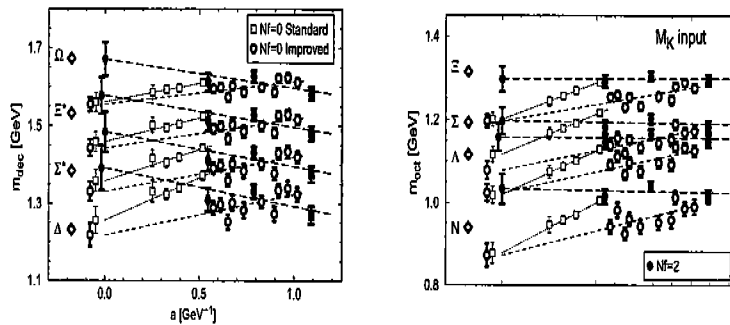 Nf=0 Standard
Nf=0 Improved
m_dec [GeV]
1.7
1.5
1.3
1.1
Ω
Ξ*
Σ*
Δ
0.0
0.5
1.0
a [GeV⁻¹]
M_K input
m_oct [GeV]
1.4
1.2
1.0
0.8
Ξ
Σ
Λ
N
Nf=2